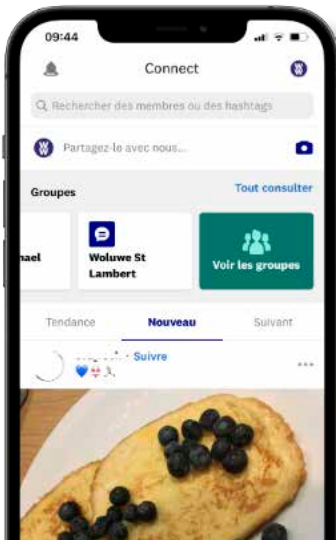 09:44
Connect
Rechercher des membres ou des hashtags
Partagez-le avec nous...
Groupes
Tout consulter
nael
Woluwe St
Lambert
Voir les groupes
Tendance
Nouveau
Suivant
· Suivre